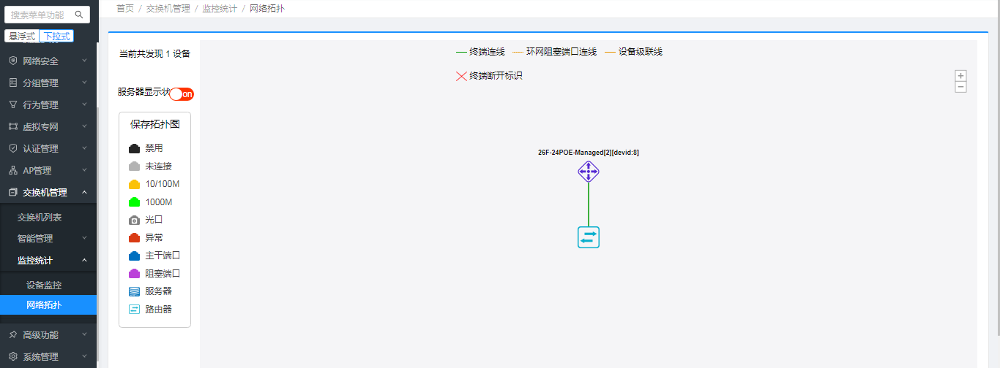 搜索菜单功能
悬浮式 下拉式
网络安全
分组管理
行为管理
虚拟专网
认证管理
AP管理
交换机管理
交换机列表
智能管理
监控统计
设备监控
网络拓扑
高级功能
系统管理
首页 / 交换机管理 / 监控统计 / 网络拓扑
当前共发现 1 设备
服务器显示状
on
保存拓扑图
禁用
未连接
10/100M
1000M
光口
异常
主干端口
阻塞端口
服务器
路由器
终端连线 环网阻塞端口连线 设备级联线
终端断开标识
26F-24POE-Managed[2][devid:8]